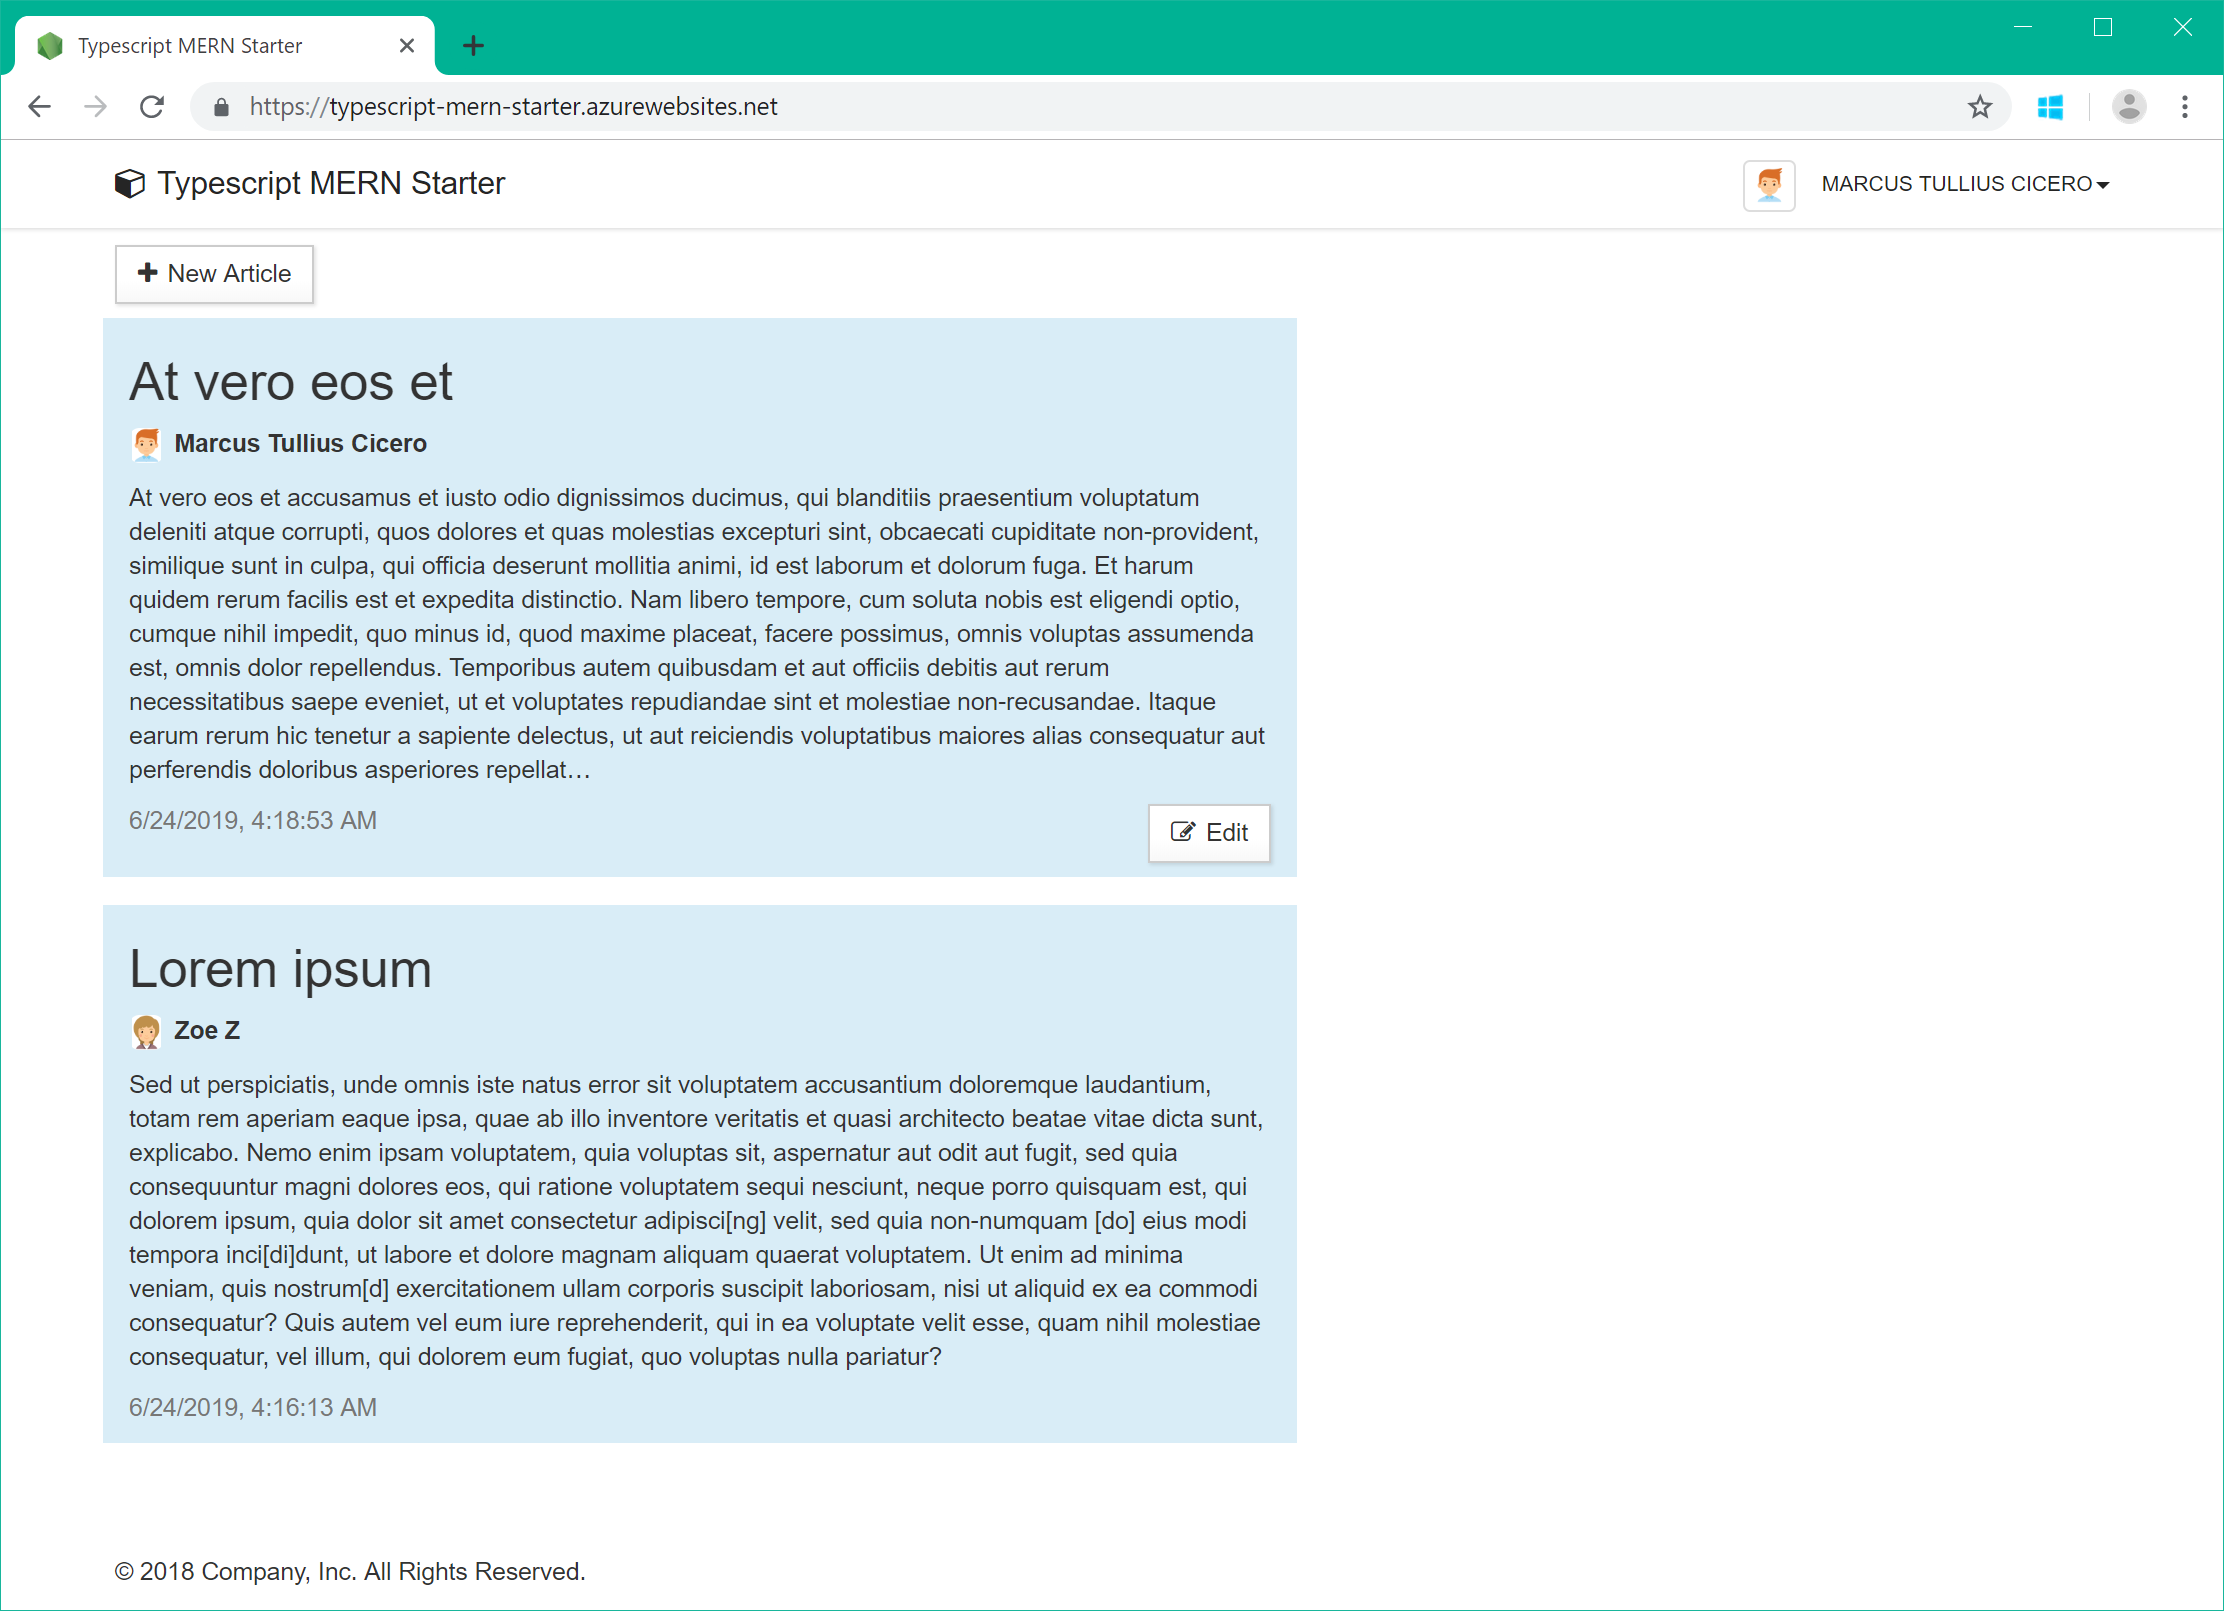 Typescript MERN Starter
https://typescript-mern-starter.azurewebsites.net
Typescript MERN Starter
MARCUS TULLIUS CICERO
New Article
At vero eos et
Marcus Tullius Cicero
At vero eos et accusamus et iusto odio dignissimos ducimus, qui blanditiis praesentium voluptatum
deleniti atque corrupti, quos dolores et quas molestias excepturi sint, obcaecati cupiditate non-provident,
similique sunt in culpa, qui officia deserunt mollitia animi, id est laborum et dolorum fuga. Et harum
quidem rerum facilis est et expedita distinctio. Nam libero tempore, cum soluta nobis est eligendi optio,
cumque nihil impedit, quo minus id, quod maxime placeat, facere possimus, omnis voluptas assumenda
est, omnis dolor repellendus. Temporibus autem quibusdam et aut officiis debitis aut rerum
necessitatibus saepe eveniet, ut et voluptates repudiandae sint et molestiae non-recusandae. Itaque
earum rerum hic tenetur a sapiente delectus, ut aut reiciendis voluptatibus maiores alias consequatur aut
perferendis doloribus asperiores repellat…
6/24/2019, 4:18:53 AM
Edit
Lorem ipsum
Zoe Z
Sed ut perspiciatis, unde omnis iste natus error sit voluptatem accusantium doloremque laudantium,
totam rem aperiam eaque ipsa, quae ab illo inventore veritatis et quasi architecto beatae vitae dicta sunt,
explicabo. Nemo enim ipsam voluptatem, quia voluptas sit, aspernatur aut odit aut fugit, sed quia
consequuntur magni dolores eos, qui ratione voluptatem sequi nesciunt, neque porro quisquam est, qui
dolorem ipsum, quia dolor sit amet consectetur adipisci[ng] velit, sed quia non-numquam [do] eius modi
tempora inci[di]dunt, ut labore et dolore magnam aliquam quaerat voluptatem. Ut enim ad minima
veniam, quis nostrum[d] exercitationem ullam corporis suscipit laboriosam, nisi ut aliquid ex ea commodi
consequatur? Quis autem vel eum iure reprehenderit, qui in ea voluptate velit esse, quam nihil molestiae
consequatur, vel illum, qui dolorem eum fugiat, quo voluptas nulla pariatur?
6/24/2019, 4:16:13 AM
© 2018 Company, Inc. All Rights Reserved.